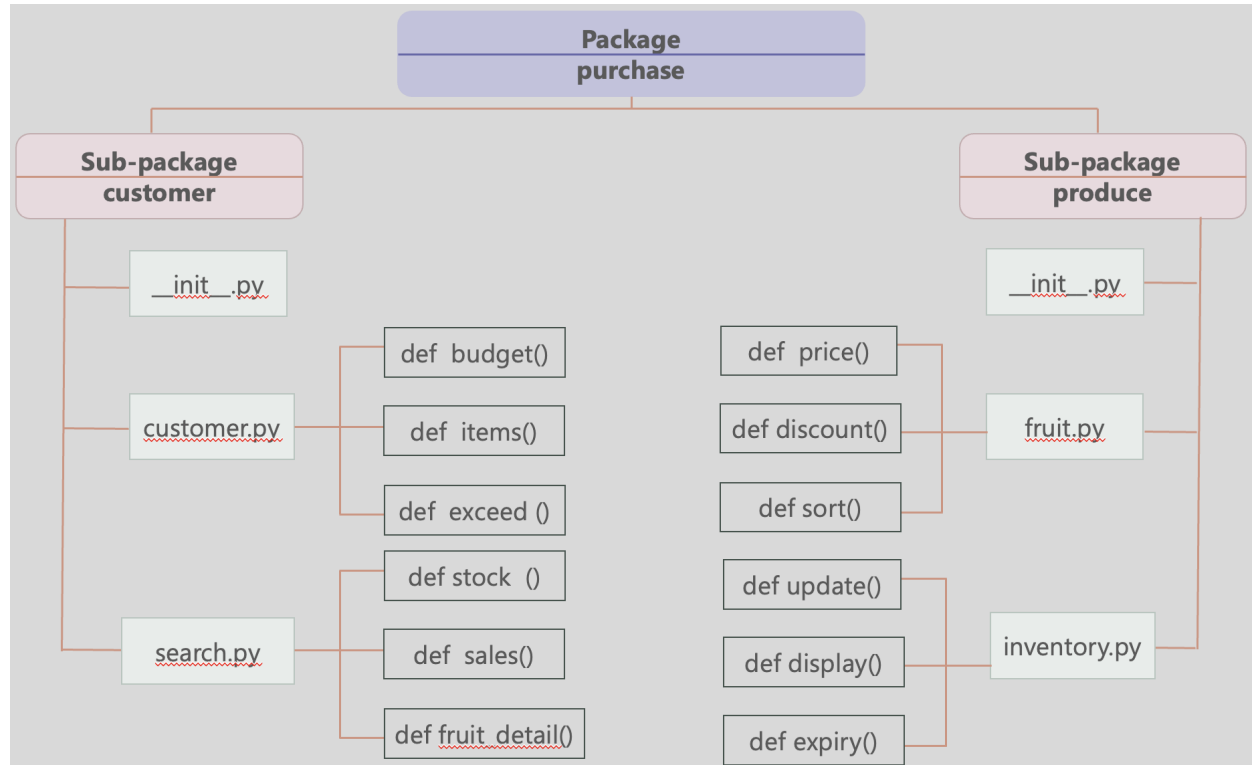 Package
purchase
Sub-package
customer
Sub-package
produce
__init__.py
__init__.py
def  budget()
def  price()
customer.py
def  items()
def discount()
fruit.py
def  exceed ()
def sort()
def stock  ()
def update()
search.py
def  sales()
def display()
inventory.py
def fruit_detail()
def expiry()